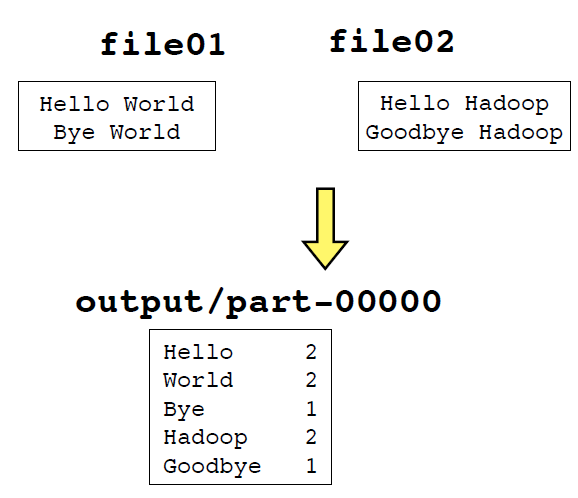 file01
file02
Hello World
Bye World
Hello Hadoop
Goodbye Hadoop
output/part-00000
Hello 2
World 2
Bye 1
Hadoop 2
Goodbye 1